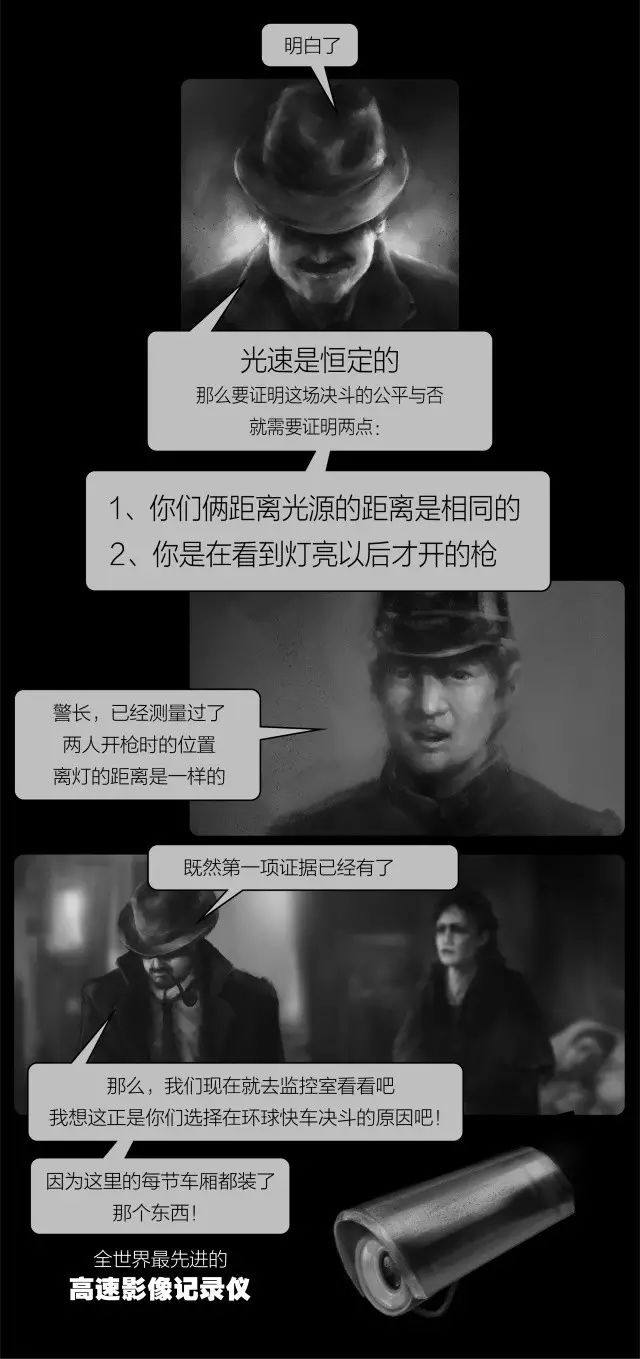 明白了
光速是恒定的
那么要证明这场决斗的公平与否
就需要证明两点：
1、你们俩距离光源的距离是相同的
2、你是在看到灯亮以后才开的枪
警长，已经测量过了
两人开枪时的位置
离灯的距离是一样的
既然第一项证据已经有了
那么，我们现在就去监控室看看吧
我想这正是你们选择在环球快车决斗的原因吧！
因为这里的每节车厢都装了
那个东西！
全世界最先进的
高速影像记录仪